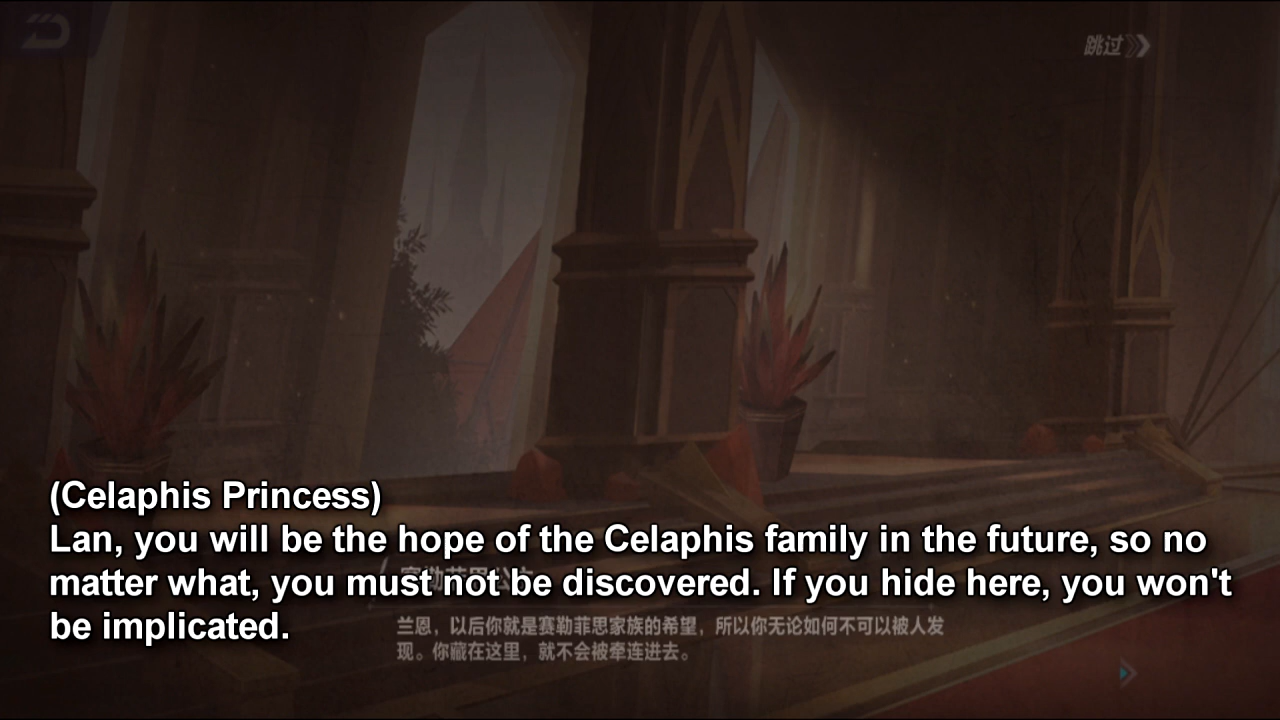 跳过
(Celaphis Princess)
Lan, you will be the hope of the Celaphis family in the future, so no
matter what, you must not be discovered. If you hide here, you won't
be implicated.
兰恩，以后你就是赛勒菲思家族的希望，所以你无论如何不可以被人发
现。你藏在这里，就不会被牵连进去。